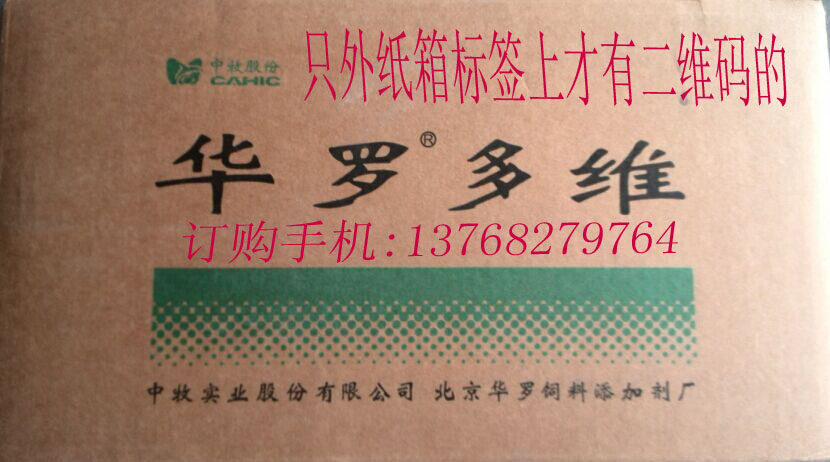 中牧股份
CAHIC
只外纸箱标签上才有二维码的
华罗®多维
订购手机:13768279764
中牧实业股份有限公司 北京华罗饲料添加剂厂